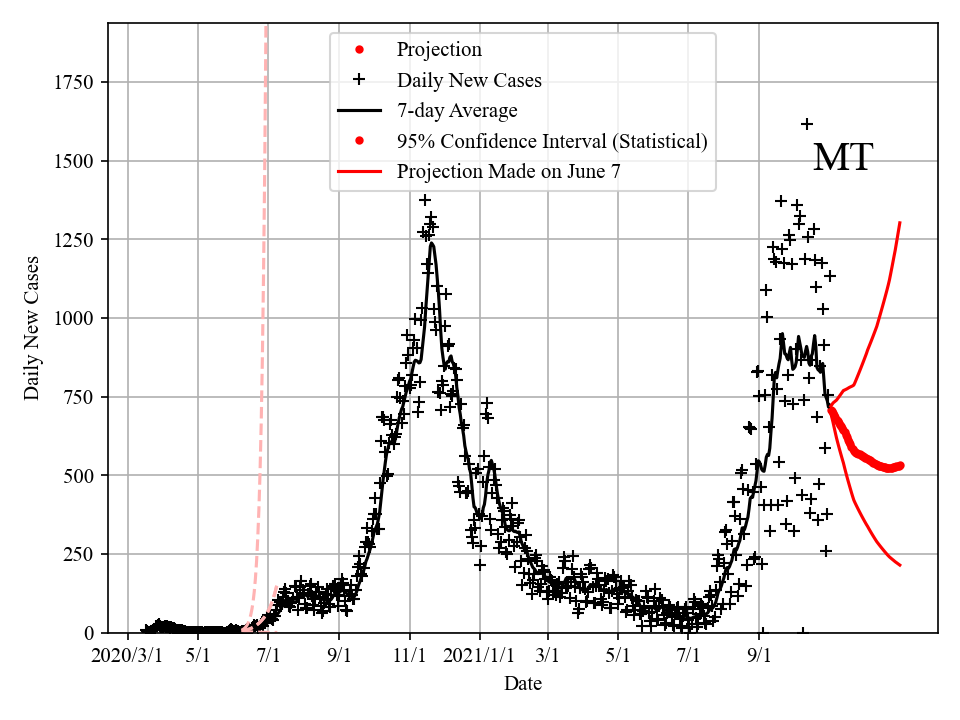 Projection
Daily New Cases
7-day Average
95% Confidence Interval (Statistical)
Projection Made on June 7
MT
Daily New Cases
1750
1500
1250
1000
750
500
250
0
2020/3/1 5/1 7/1 9/1 11/1 2021/1/1 3/1 5/1 7/1 9/1
Date